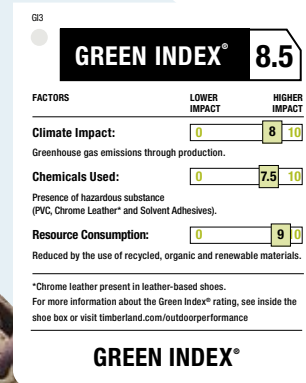 GI3
GREEN INDEX® 8.5
FACTORS LOWER IMPACT HIGHER IMPACT
Climate Impact: 0 8 10
Greenhouse gas emissions through production.
Chemicals Used: 0 7.5 10
Presence of hazardous substance
(PVC, Chrome Leather* and Solvent Adhesives).
Resource Consumption: 0 9 0
Reduced by the use of recycled, organic and renewable materials.
*Chrome leather present in leather-based shoes.
For more information about the Green Index® rating, see inside the
shoe box or visit timberland.com/outdoorperformance
GREEN INDEX®